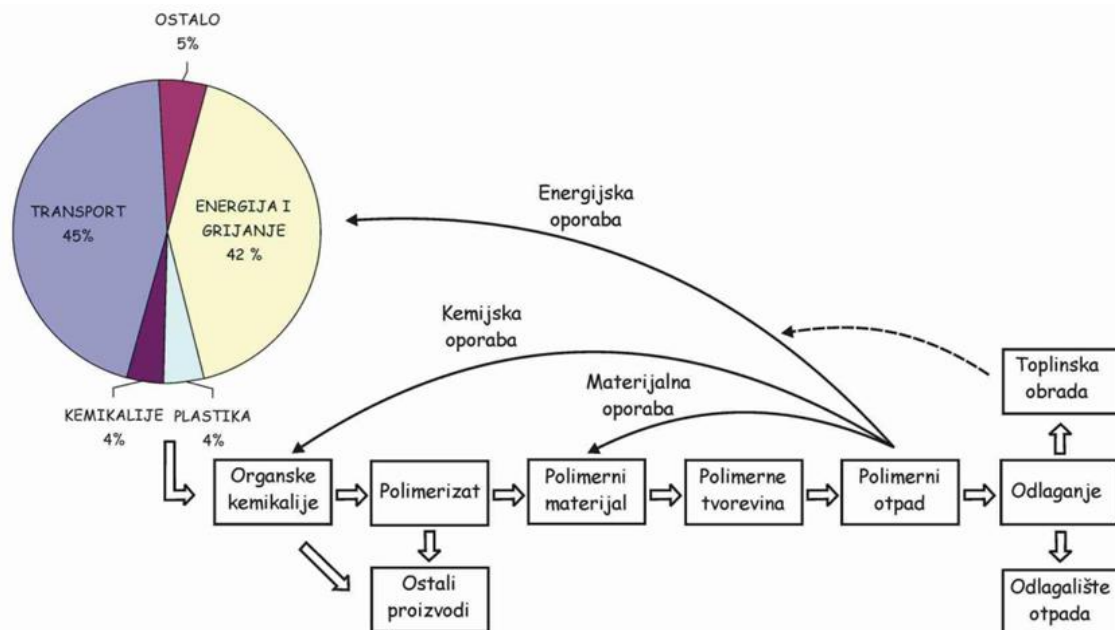 OSTALO
5%
TRANSPORT
45%
ENERGIJA I
GRIJANJE
42 %
KEMIKALIJE
4%
PLASTIKA
4%
Energijska
oporaba
Kemijska
oporaba
Materijalna
oporaba
Toplinska
obrada
Organske
kemikalije
Polimerizat
Polimerni
materijal
Polimerne
tvorevina
Polimerni
otpad
Odlaganje
Ostali
proizvodi
Odlagalište
otpada